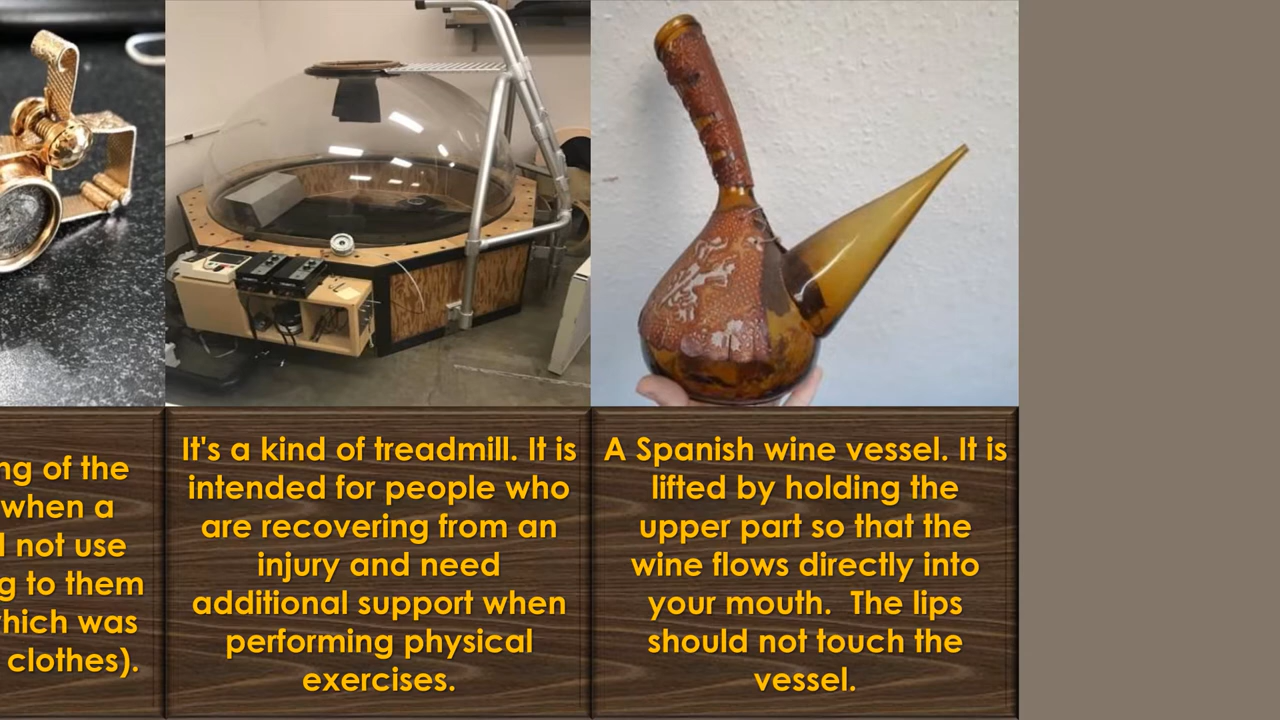 ng of the
when a
not use
g to them
hich was
clothes).
It's a kind of treadmill. It is
intended for people who
are recovering from an
injury and need
additional support when
performing physical
exercises.
A Spanish wine vessel. It is
lifted by holding the
upper part so that the
wine flows directly into
your mouth.  The lips
should not touch the
vessel.